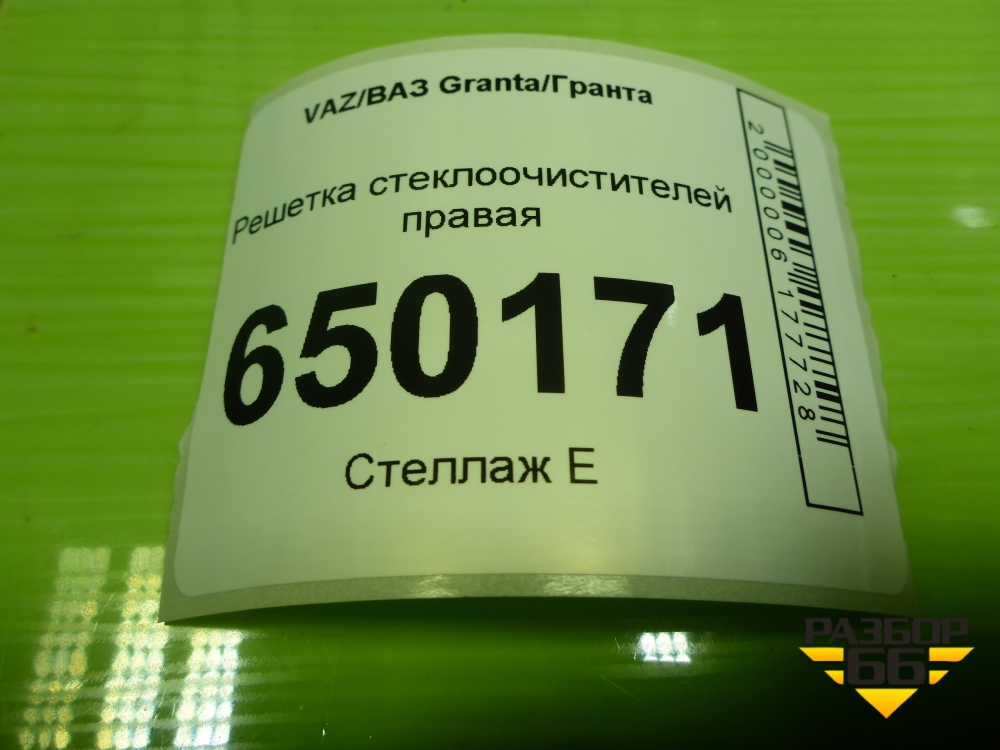 VAZ/ВАЗ Granta/Гранта
Решетка стеклоочистителей
правая
650171
Стеллаж Е
2000006177728
РАЗБОР
66